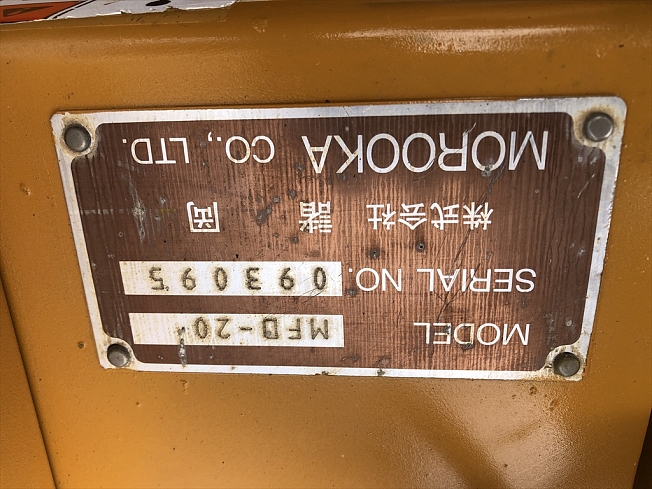 MODEL MFD-20
SERIAL NO. 093095
株式会社 諸岡
MOROOKA CO., LTD.